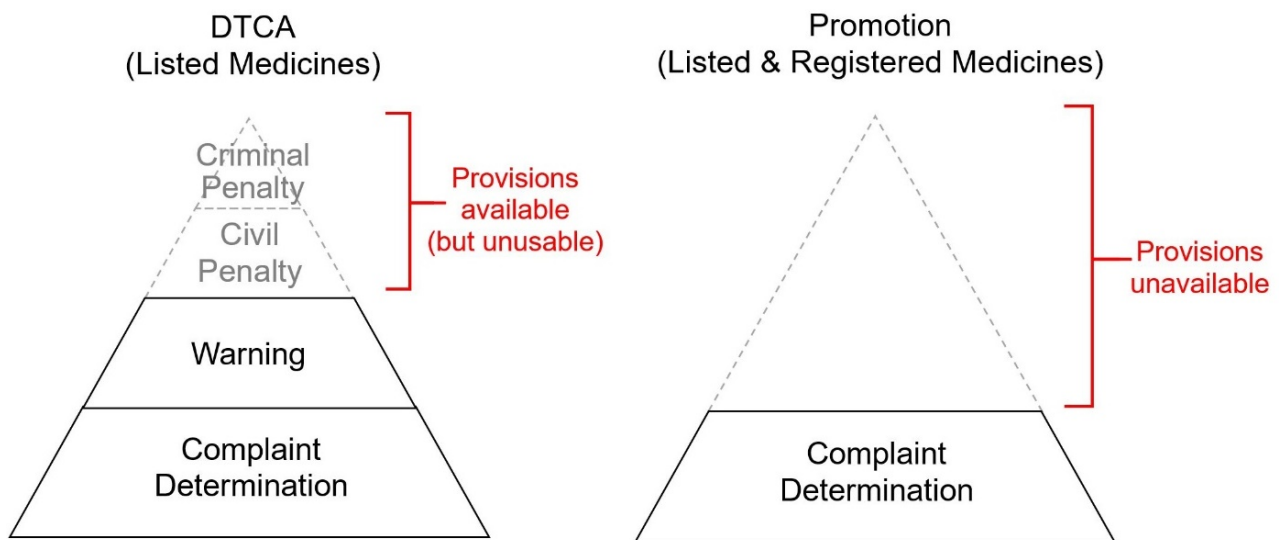 DTCA
(Listed Medicines)
Criminal
Penalty
Civil
Penalty
Warning
Complaint
Determination
Provisions
available
(but unusable)
Promotion
(Listed & Registered Medicines)
Complaint
Determination
Provisions
unavailable